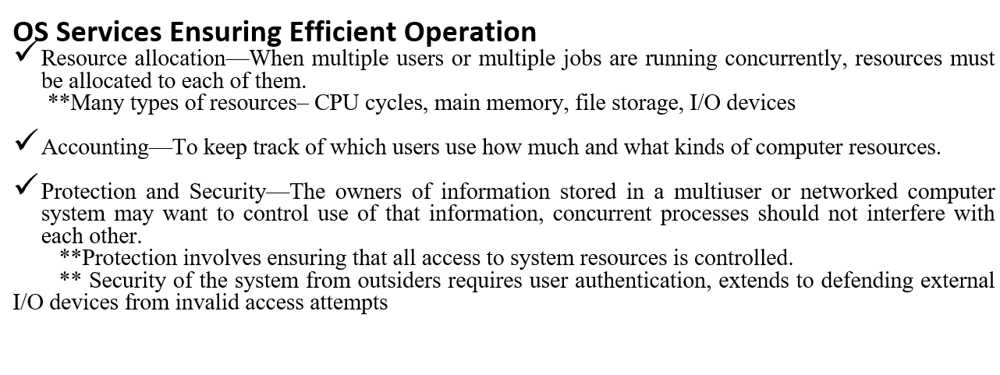 OS Services Ensuring Efficient Operation
✓ Resource allocation—When multiple users or multiple jobs are running concurrently, resources must
be allocated to each of them.
**Many types of resources– CPU cycles, main memory, file storage, I/O devices
✓ Accounting—To keep track of which users use how much and what kinds of computer resources.
✓ Protection and Security—The owners of information stored in a multiuser or networked computer
system may want to control use of that information, concurrent processes should not interfere with
each other.
**Protection involves ensuring that all access to system resources is controlled.
** Security of the system from outsiders requires user authentication, extends to defending external
I/O devices from invalid access attempts